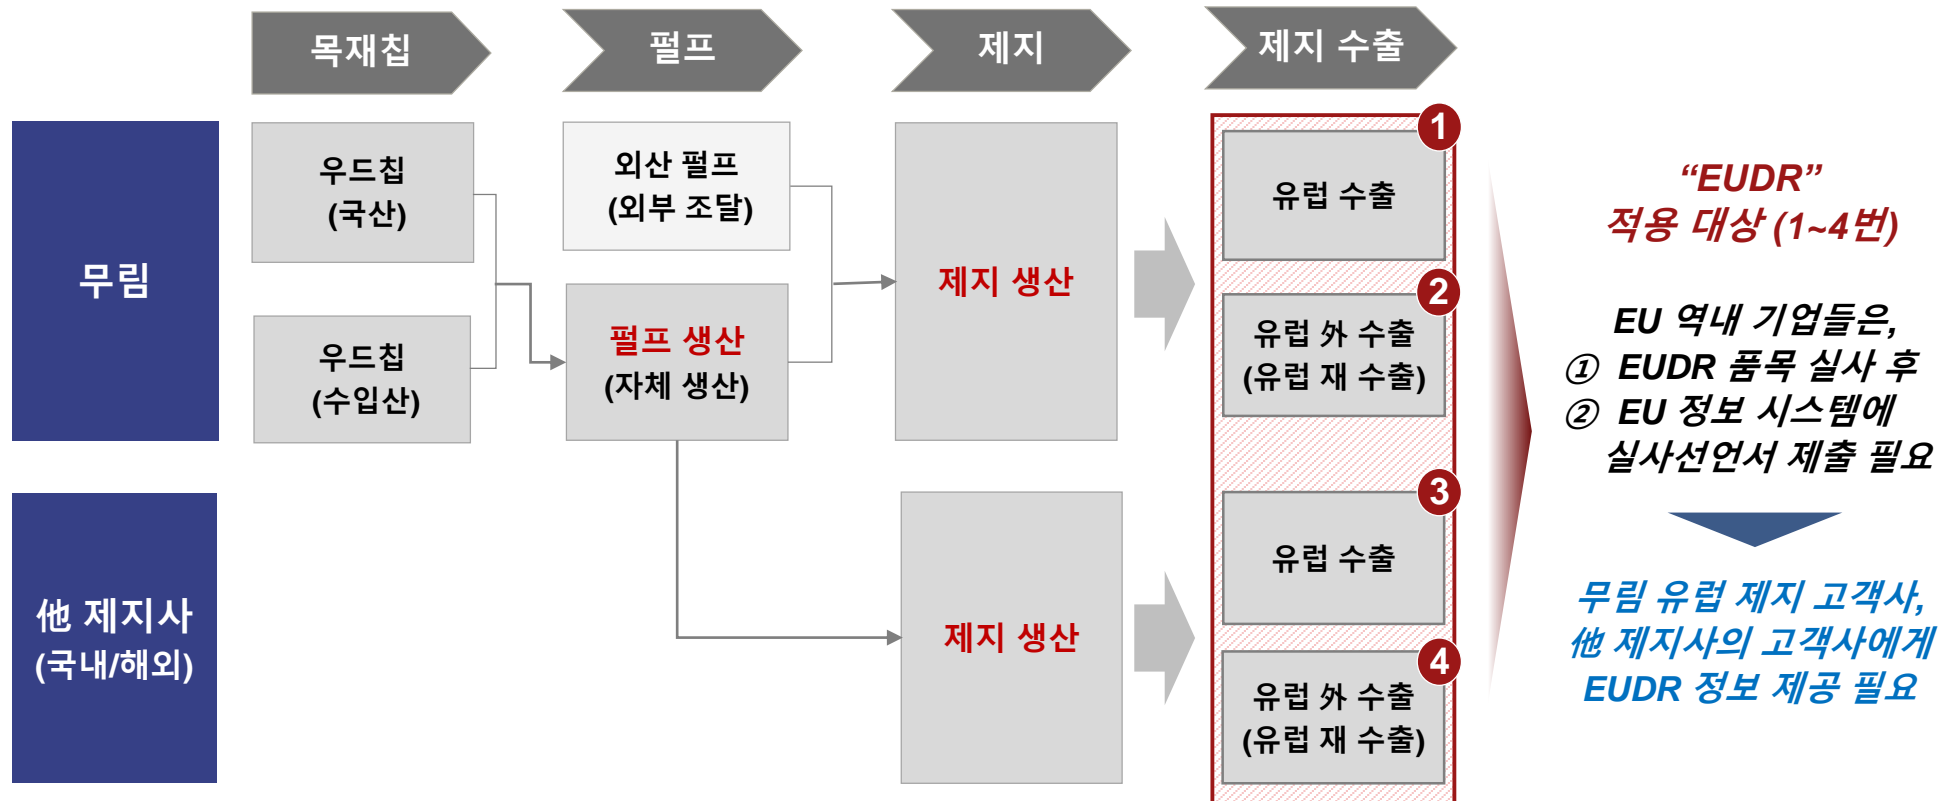 목재칩
펄프
제지
제지 수출
무림
우드칩
(국산)
우드칩
(수입산)
외산 펄프
(외부 조달)
펄프 생산
(자체 생산)
제지 생산
1
유럽 수출
2
유럽 外 수출
(유럽 재 수출)
他 제지사
(국내/해외)
제지 생산
3
유럽 수출
4
유럽 外 수출
(유럽 재 수출)
“EUDR”
적용 대상 (1~4번)
EU 역내 기업들은,
① EUDR 품목 실사 후
② EU 정보 시스템에
실사선언서 제출 필요
무림 유럽 제지 고객사,
他 제지사의 고객사에게
EUDR 정보 제공 필요